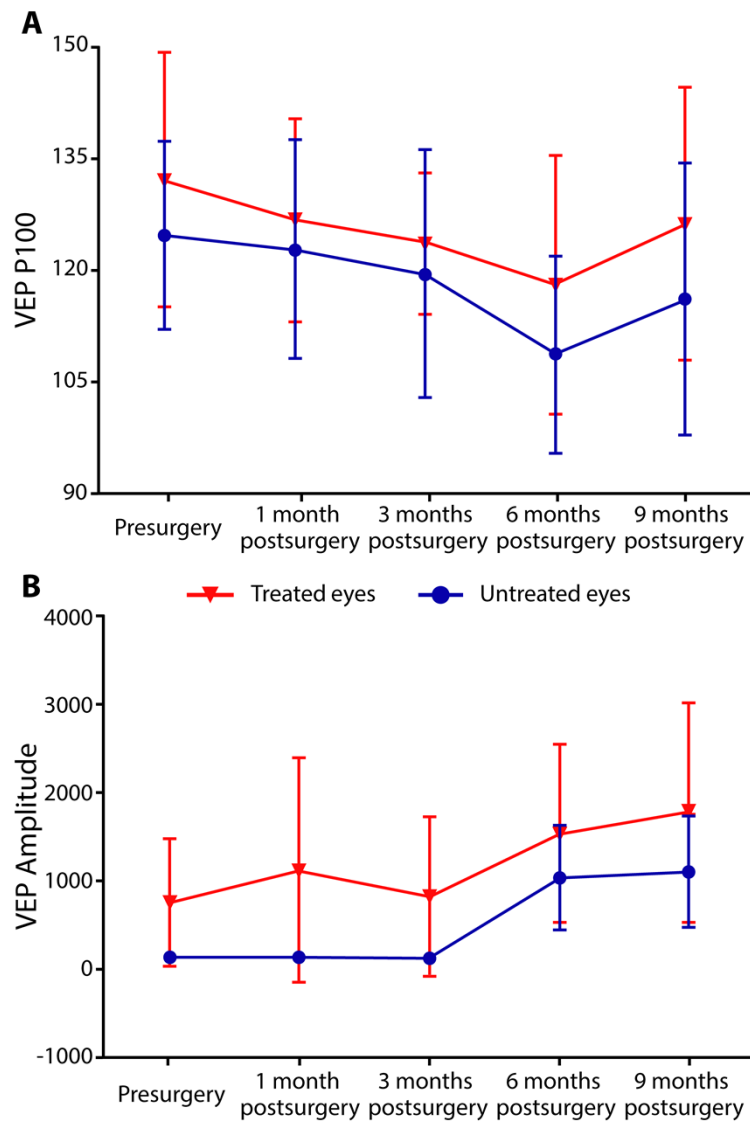 A
150
135
120
105
90
VEP P100
Presurgery
1 month
postsurgery
3 months
postsurgery
6 months
postsurgery
9 months
postsurgery
B
Treated eyes
Untreated eyes
4000
3000
2000
1000
0
-1000
VEP Amplitude
Presurgery
1 month
postsurgery
3 months
postsurgery
6 months
postsurgery
9 months
postsurgery